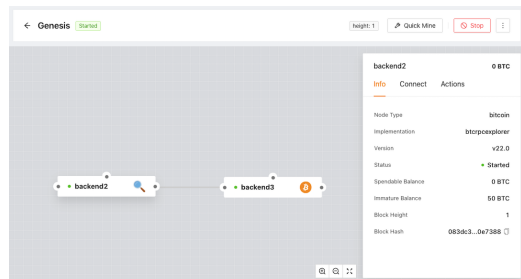 Genesis Started
height: 1 Quick Mine Stop
backend2 0 BTC
Info Connect Actions
Node Type bitcoin
Implementation btcrpcexplorer
Version v22.0
Status Started
Spendable Balance 0 BTC
Immature Balance 50 BTC
Block Height 1
Block Hash 083dc3...0e7388
backend2
backend3